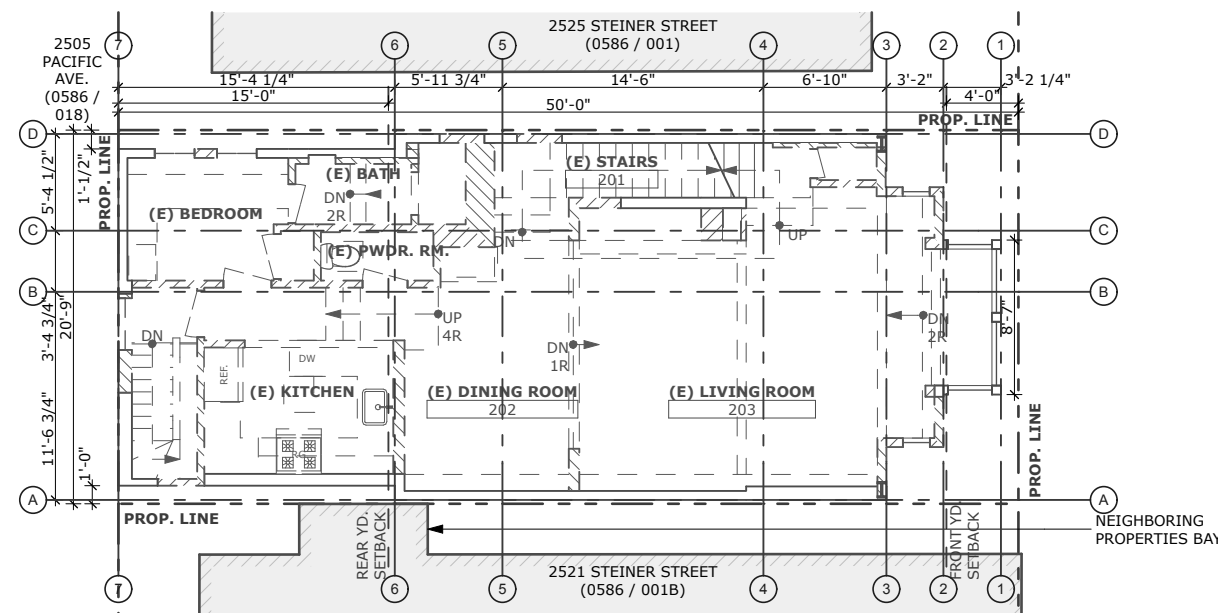 2525 STEINER STREET
(0586 / 001)
2505
PACIFIC
AVE.
(0586 /
018)
7
6
5
4
3
2
1
15'-4 1/4"
5'-11 3/4"
14'-6"
6'-10"
3'-2"
3'-2 1/4"
15'-0"
4'-0"
50'-0"
PROP. LINE
D
D
5'-4 1/2"
1'-1/2"
PROP. LINE
(E) STAIRS
201
(E) BATH
DN
2R
(E) BEDROOM
C
C
DN
UP
(E) PWDR. RM.
B
B
3'-4 3/4"
20'-9"
8'-7"
UP
4R
DN
2R
DN
DN
1R
DW
REF.
(E) KITCHEN
(E) DINING ROOM
202
(E) LIVING ROOM
203
11'-6 3/4"
1'-0"
PROP. LINE
A
A
PROP. LINE
REAR YD.
SETBACK
FRONT YD.
SETBACK
NEIGHBORING
PROPERTIES BAY
2521 STEINER STREET
(0586 / 001B)
7
6
5
4
3
2
1